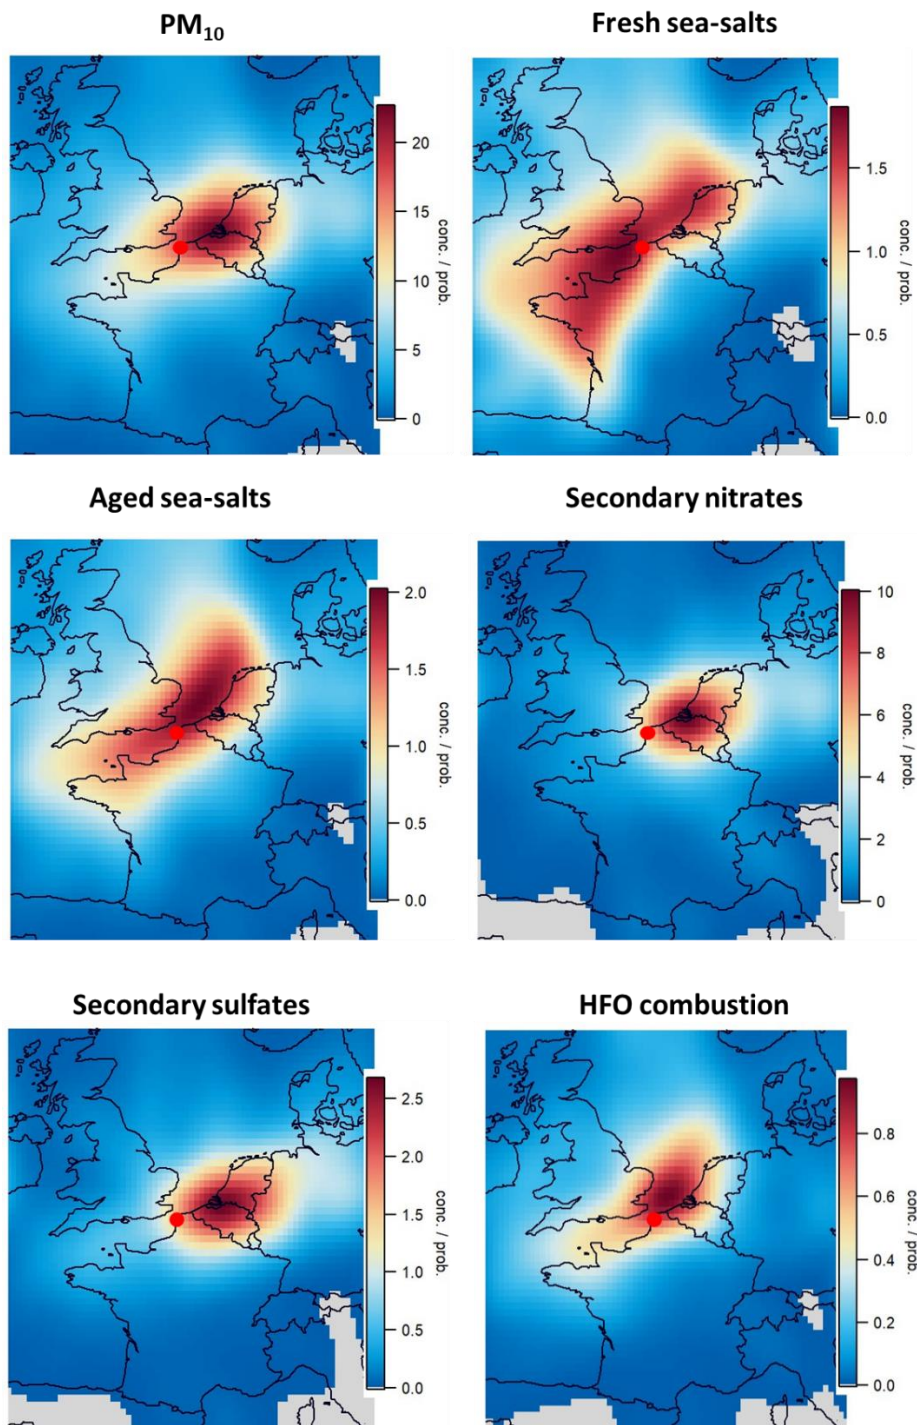 PM₁₀
Fresh sea-salts
20
15
10
5
0
conc. / prob.
1.5
1.0
0.5
0.0
conc. / prob.
Aged sea-salts
Secondary nitrates
2.0
1.5
1.0
0.5
0.0
conc. / prob.
10
8
6
4
2
0
conc. / prob.
Secondary sulfates
HFO combustion
2.5
2.0
1.5
1.0
0.5
0.0
conc. / prob.
0.8
0.6
0.4
0.2
0.0
conc. / prob.